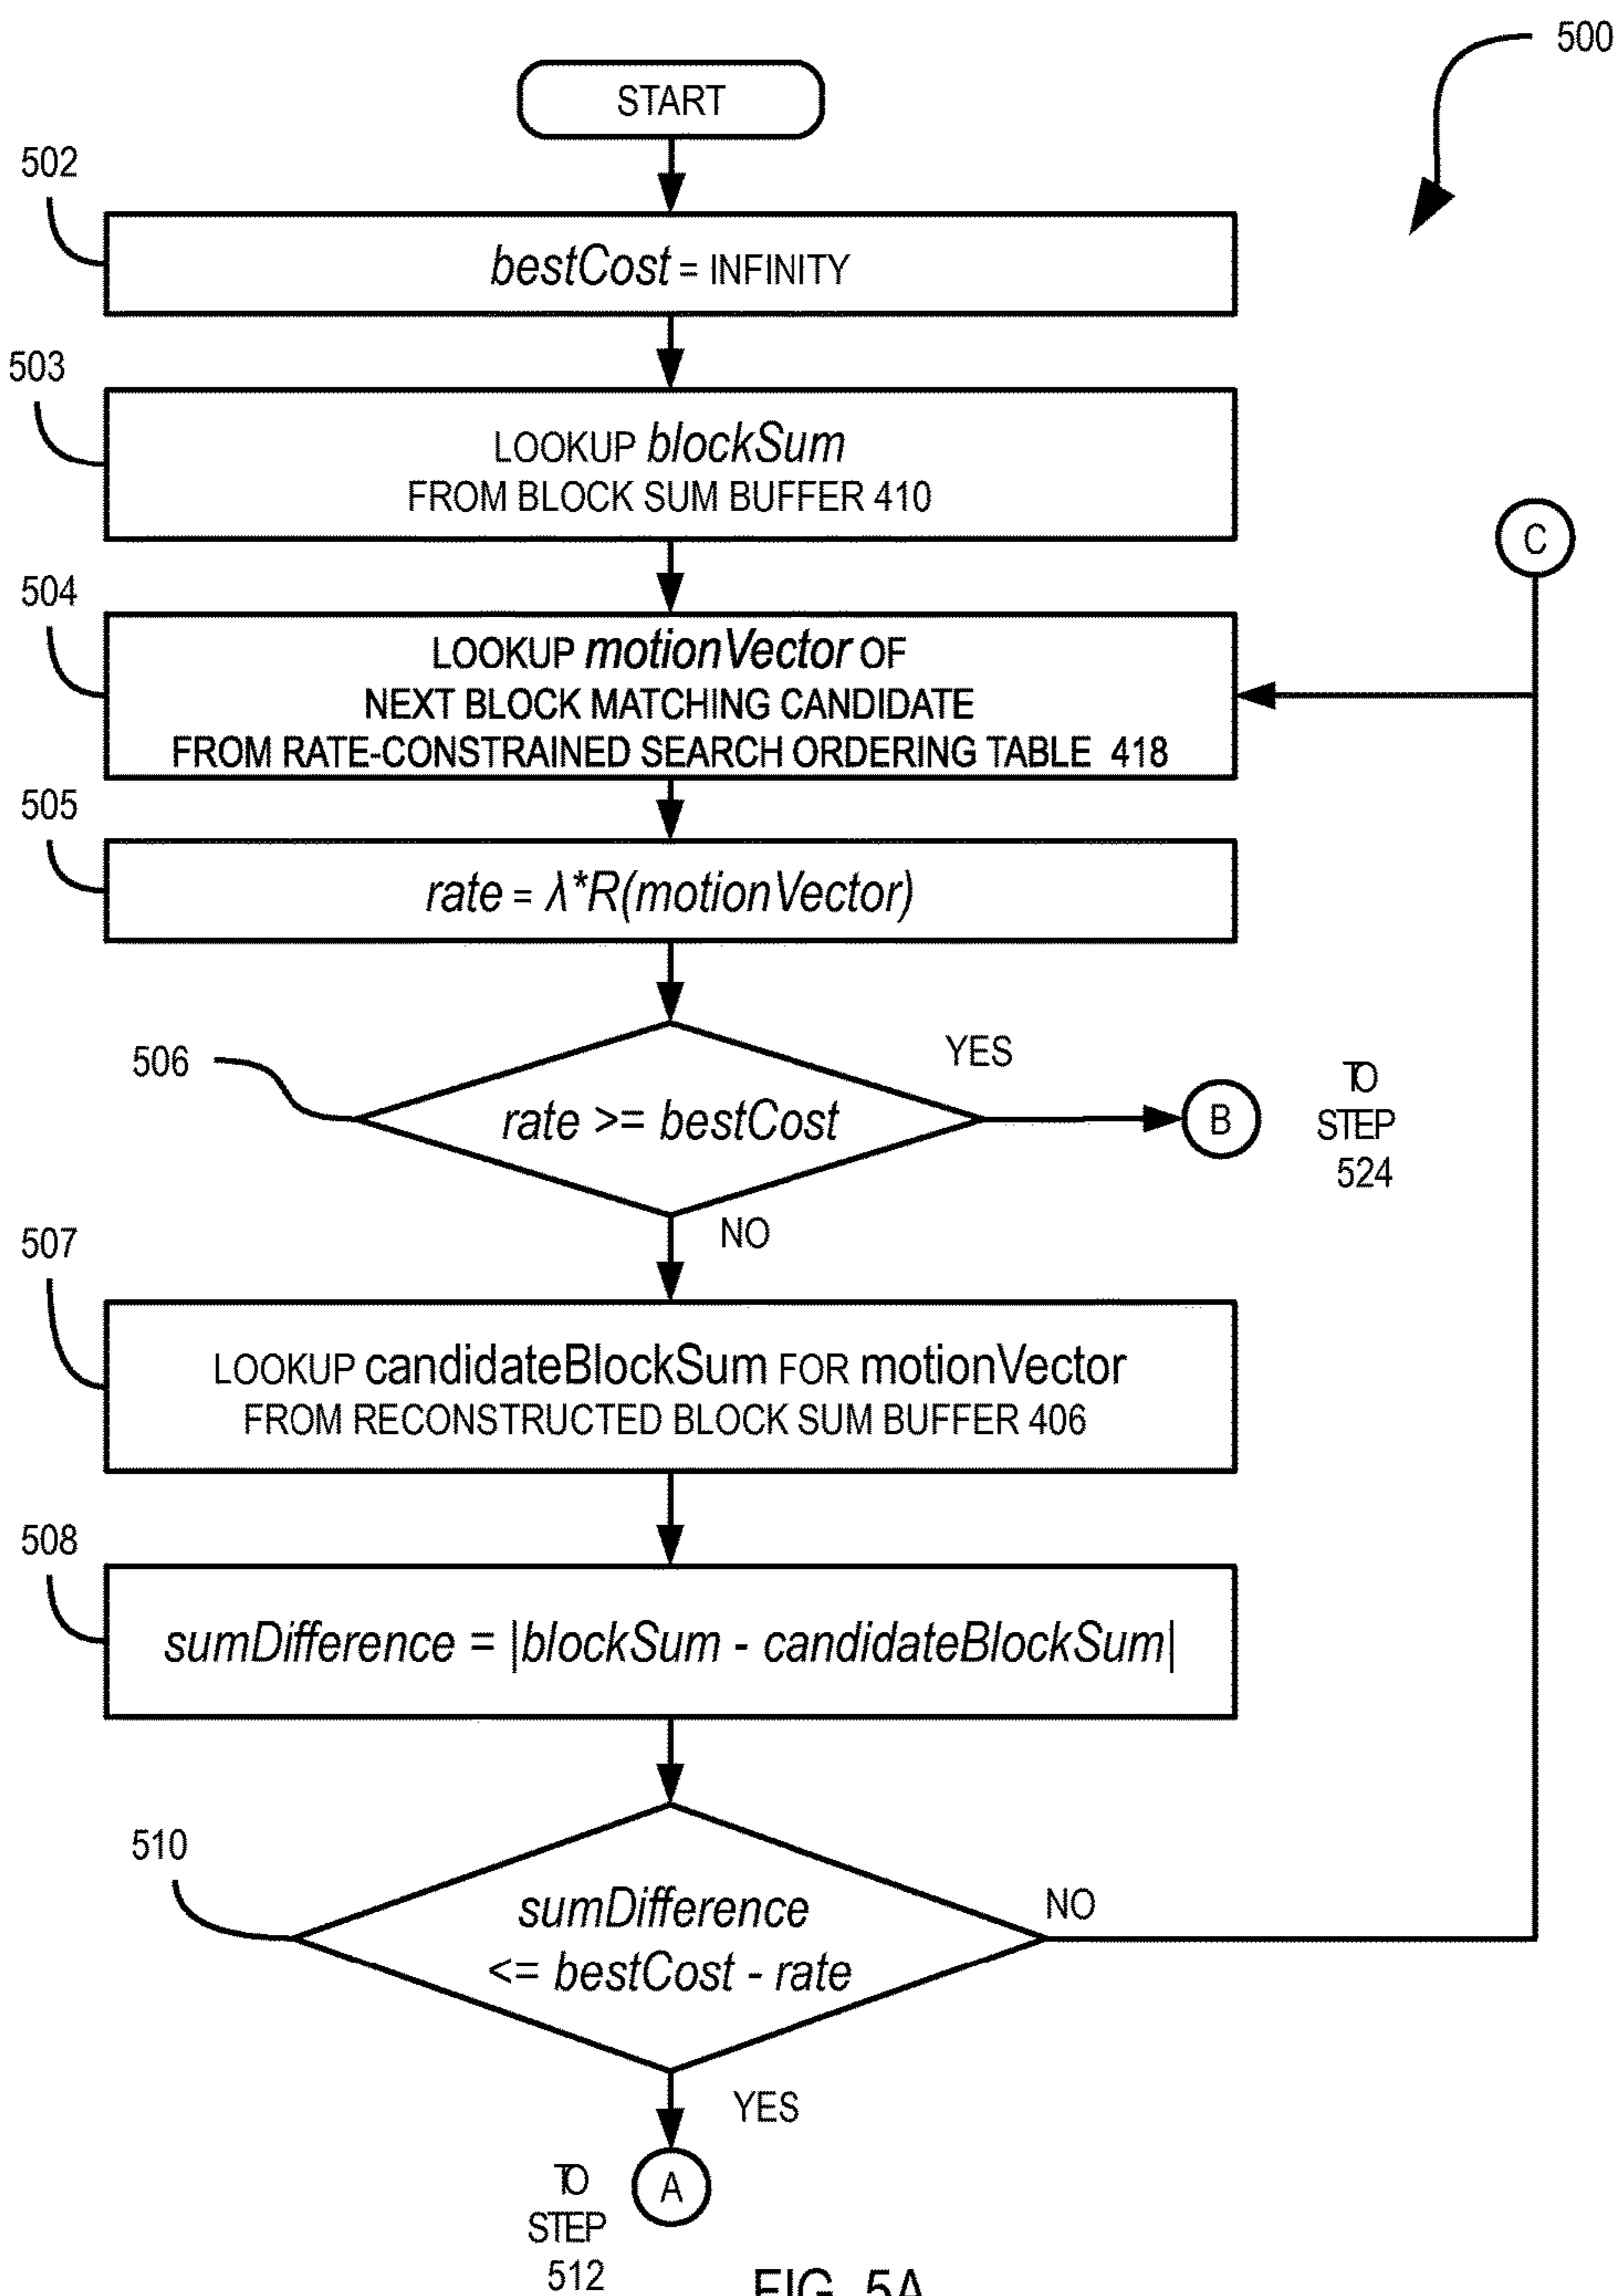 500
START
502
bestCost = INFINITY
503
LOOKUP blockSum
FROM BLOCK SUM BUFFER 410
C
504
LOOKUP motionVector OF
NEXT BLOCK MATCHING CANDIDATE
FROM RATE-CONSTRAINED SEARCH ORDERING TABLE 418
505
rate = λ*R(motionVector)
506
YES
rate >= bestCost
B
TO
STEP
524
NO
507
LOOKUP candidateBlockSum FOR motionVector
FROM RECONSTRUCTED BLOCK SUM BUFFER 406
508
sumDifference = |blockSum - candidateBlockSum|
510
sumDifference
<= bestCost - rate
NO
YES
A
TO
STEP
512
FIG. 5A